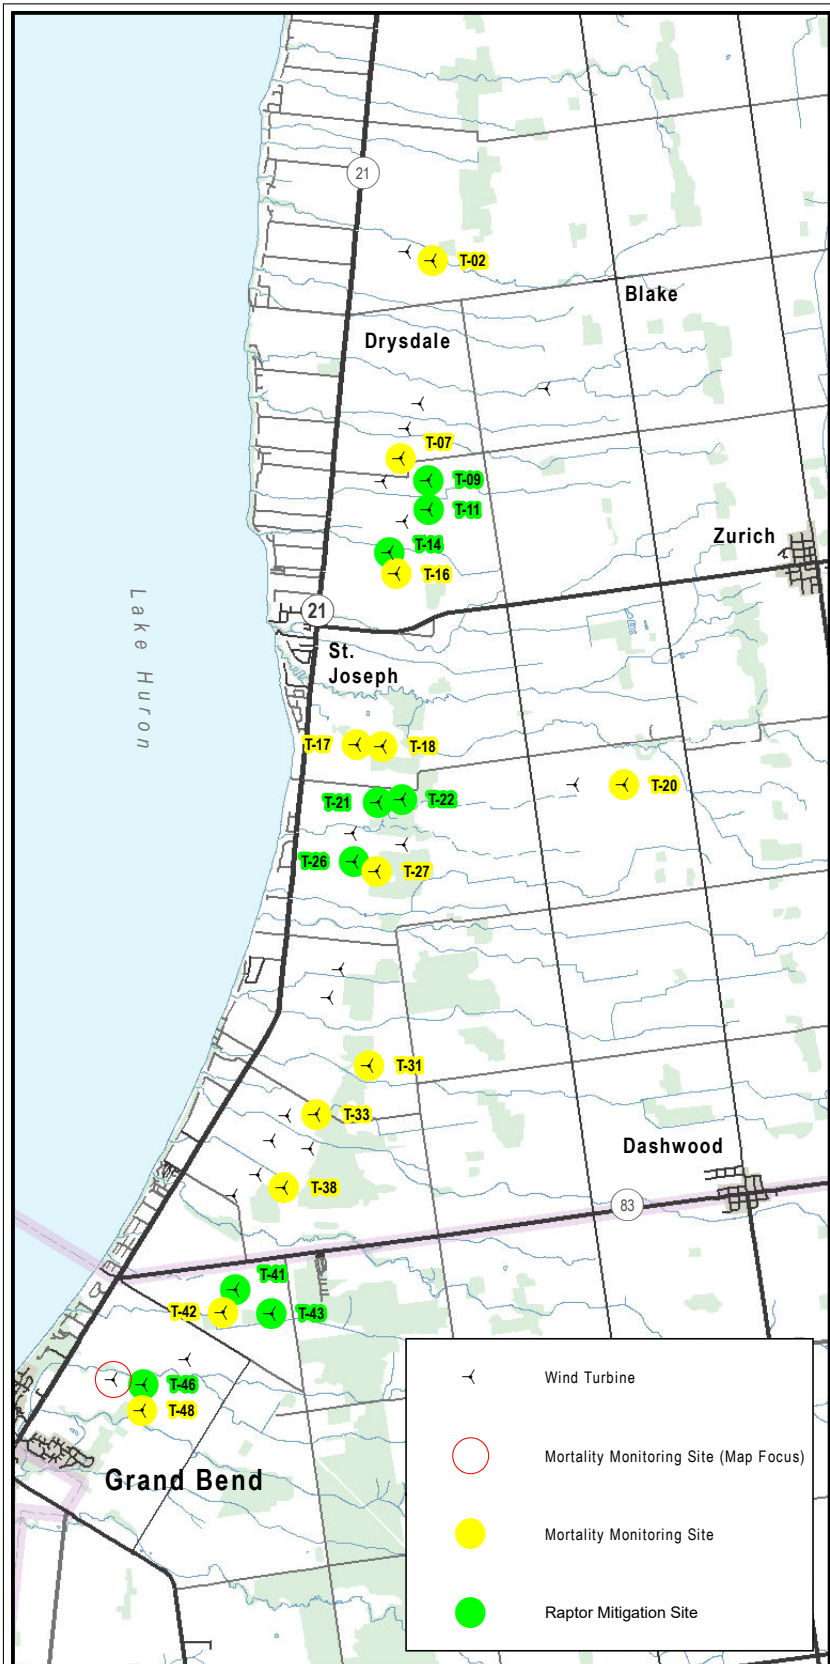 21
T-02
Blake
Drysdale
T-07
T-09
T-11
Zurich
T-14
T-16
21
Lake Huron
St.
Joseph
T-17
T-18
T-20
T-21
T-22
T-26
T-27
T-31
T-33
Dashwood
T-38
83
T-41
T-42
T-43
T-46
T-48
Grand Bend
Wind Turbine
Mortality Monitoring Site (Map Focus)
Mortality Monitoring Site
Raptor Mitigation Site